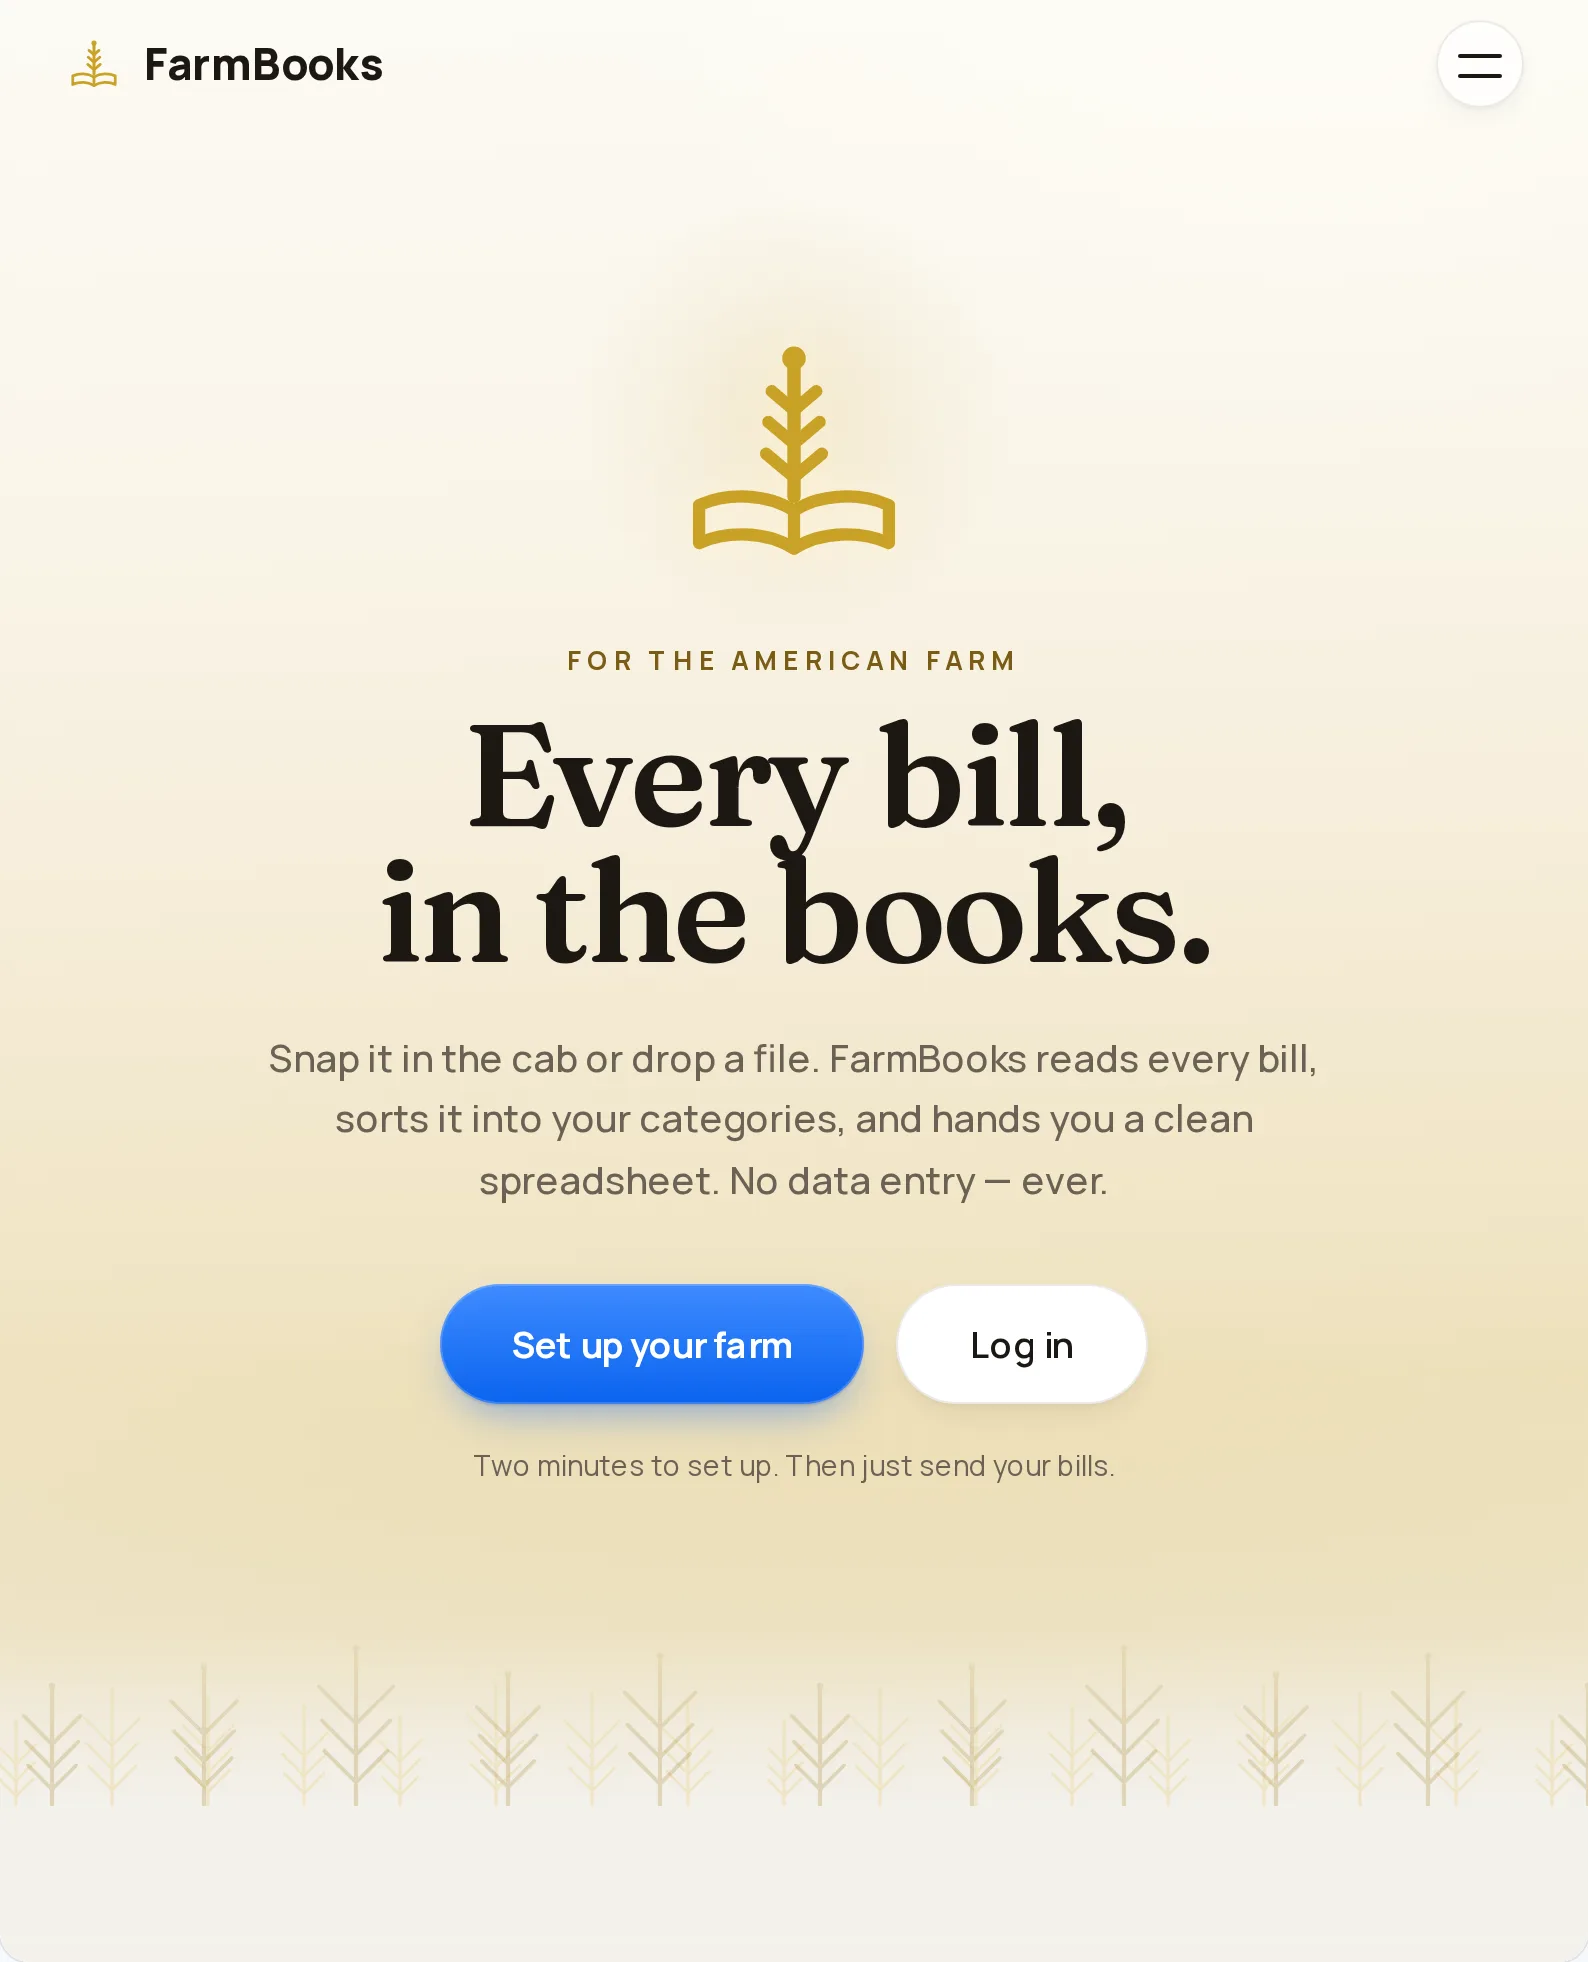 FarmBooks
FOR THE AMERICAN FARM
Every bill,
in the books.
Snap it in the cab or drop a file. FarmBooks reads every bill,
sorts it into your categories, and hands you a clean
spreadsheet. No data entry — ever.
Set up your farm
Log in
Two minutes to set up. Then just send your bills.